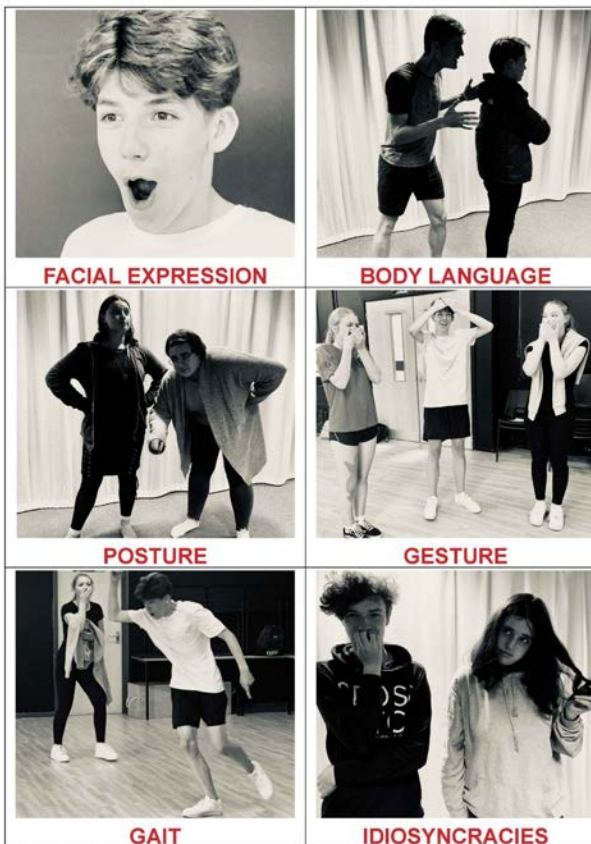 FACIAL EXPRESSION
BODY LANGUAGE
POSTURE
GESTURE
GAIT
IDIOSYNCRACIES